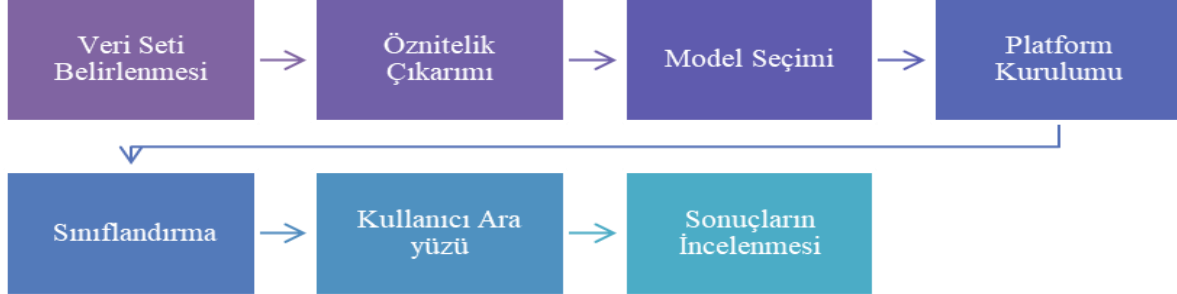 Veri Seti
Belirlenmesi
Öznitelik
Çıkarımı
Model Seçimi
Platform
Kurulumu
Sınıflandırma
Kullanıcı Ara
yüzü
Sonuçların
İncelenmesi